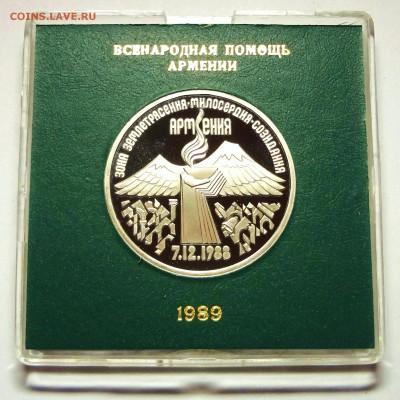 COINS.LAVE.RU
ВСЕНАРОДНАЯ ПОМОЩЬ
АРМЕНИИ
ЗОНА ЗЕМЛЕТРЯСЕНИЯ·МИЛОСЕРДИЯ·СОЗИДАНИЯ
АРМЕНИЯ
7.12.1988
1989